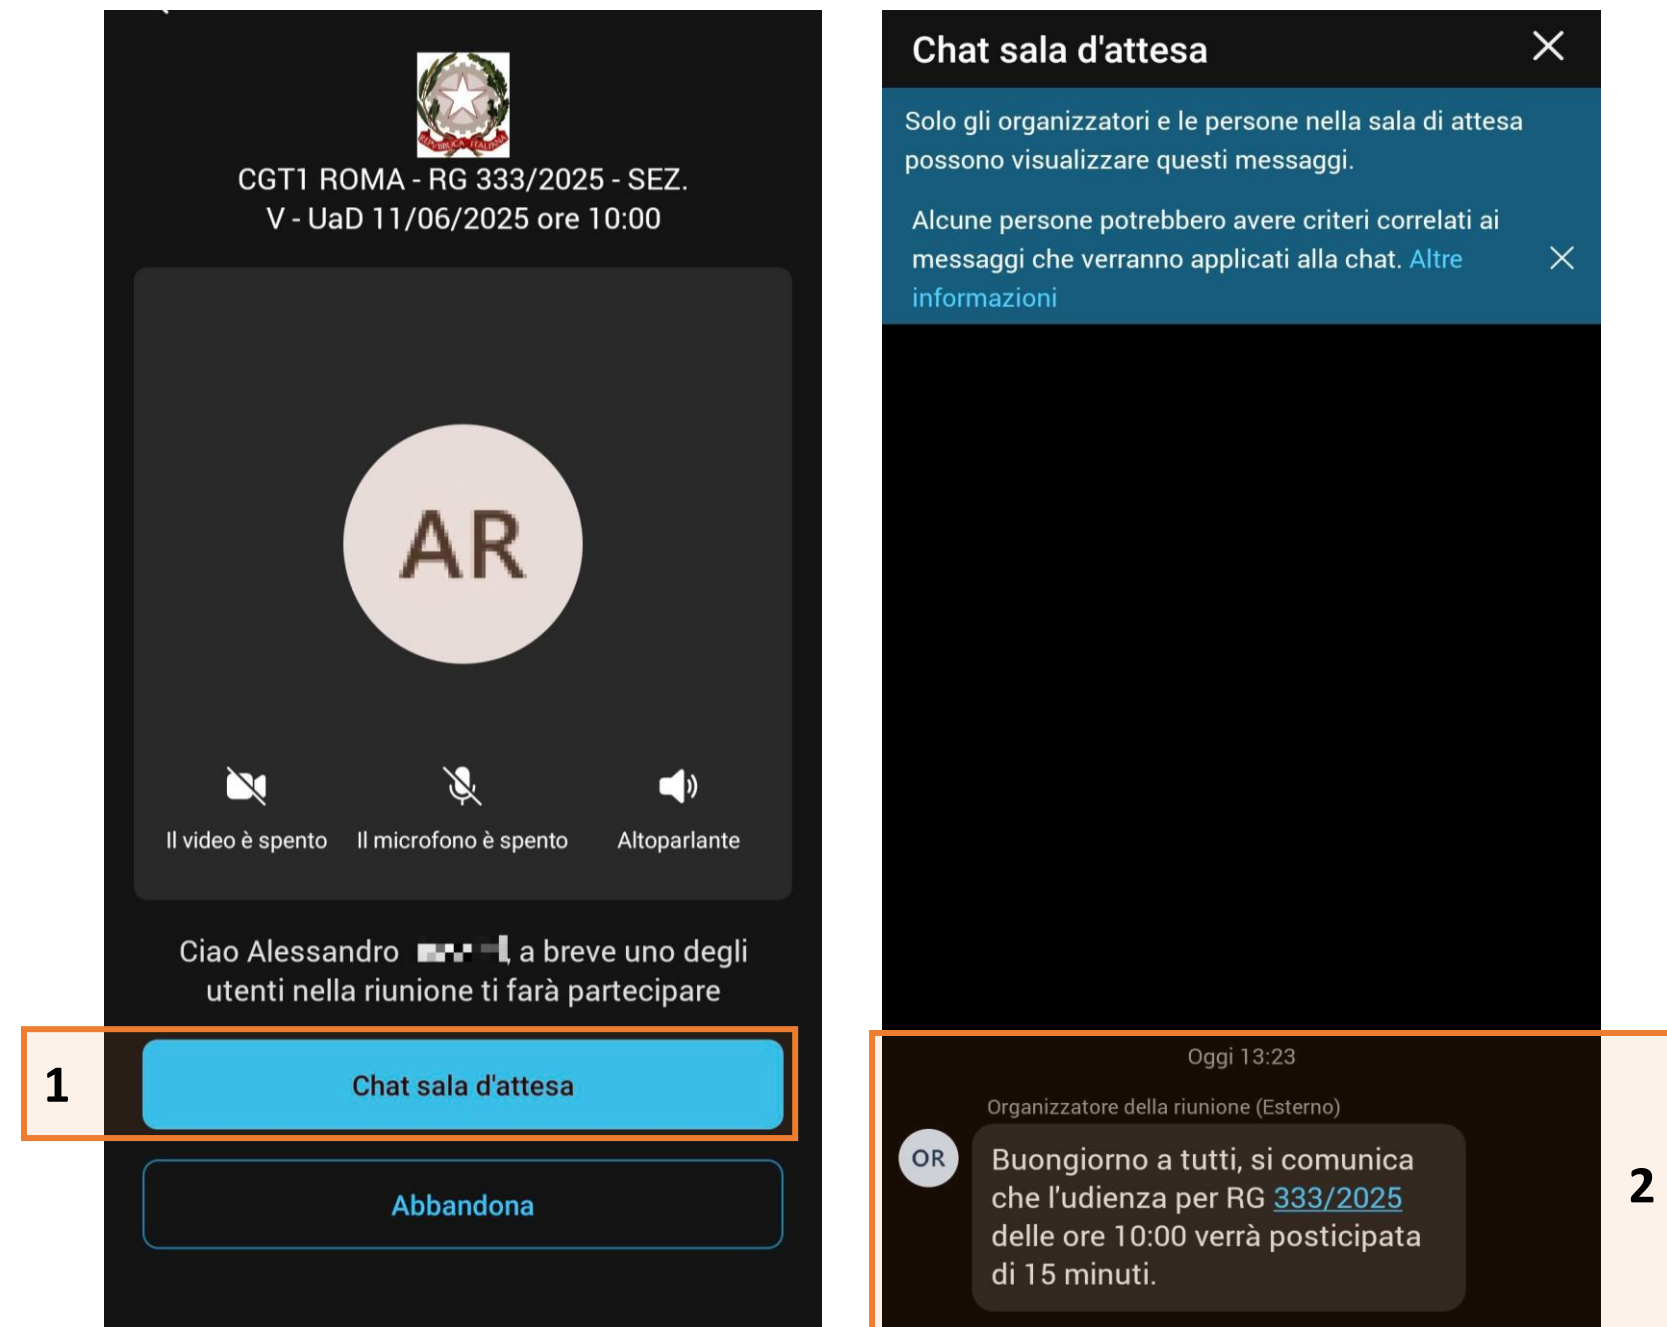 REPVBBLICA ITALIANA
CGT1 ROMA - RG 333/2025 - SEZ.
V - UaD 11/06/2025 ore 10:00
AR
Il video è spento
Il microfono è spento
Altoparlante
Ciao Alessandro , a breve uno degli
utenti nella riunione ti farà partecipare
1
Chat sala d'attesa
Abbandona
Chat sala d'attesa
Solo gli organizzatori e le persone nella sala di attesa
possono visualizzare questi messaggi.
Alcune persone potrebbero avere criteri correlati ai
messaggi che verranno applicati alla chat. Altre
informazioni
Oggi 13:23
Organizzatore della riunione (Esterno)
OR
Buongiorno a tutti, si comunica
che l'udienza per RG 333/2025
delle ore 10:00 verrà posticipata
di 15 minuti.
2